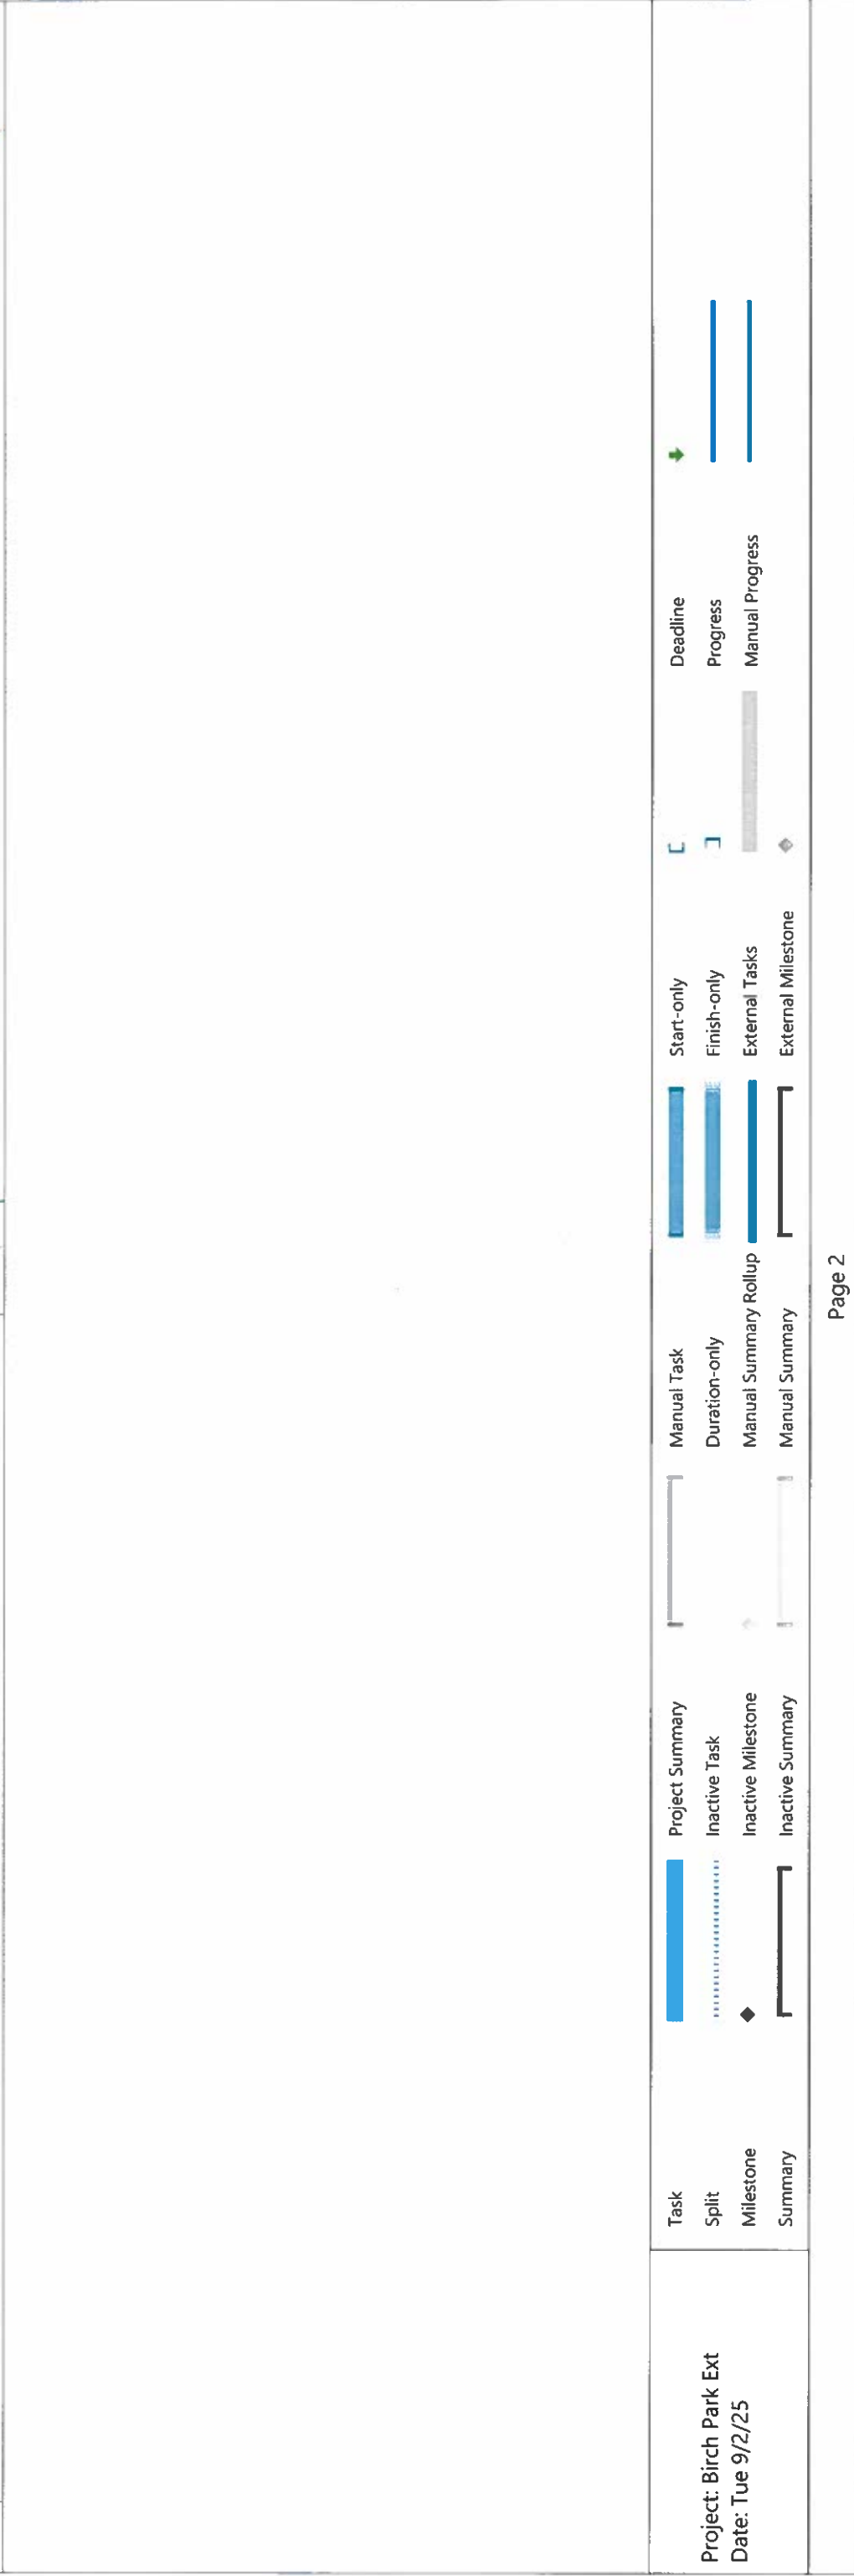 Project: Birch Park Ext
Date: Tue 9/2/25
Task
Split
Milestone
Summary
Project Summary
Inactive Task
Inactive Milestone
Inactive Summary
Manual Task
Duration-only
Manual Summary Rollup
Manual Summary
Start-only
Finish-only
External Tasks
External Milestone
Deadline
Progress
Manual Progress
Page 2